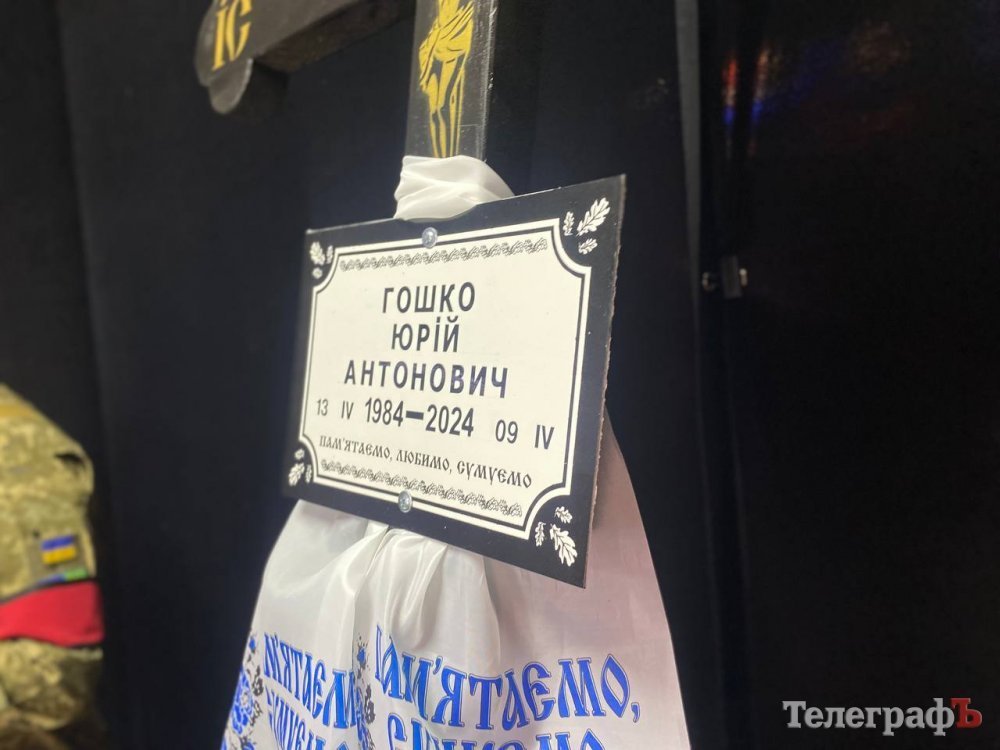 ІС
ГОШКО
ЮРІЙ
АНТОНОВИЧ
13 IV 1984—2024 09 IV
ПАМ'ЯТАЄМО, ЛЮБИМО, СУМУЄМО
ПАМ'ЯТАЄМО,
ТелеграфЪ